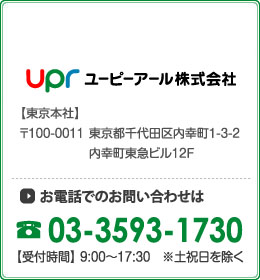 upr ユーピーアール株式会社
【東京本社】
〒100-0011 東京都千代田区内幸町1-3-2
内幸町東急ビル12F
お電話でのお問い合わせは
☎ 03-3593-1730
【受付時間】 9:00〜17:30 ※土祝日を除く